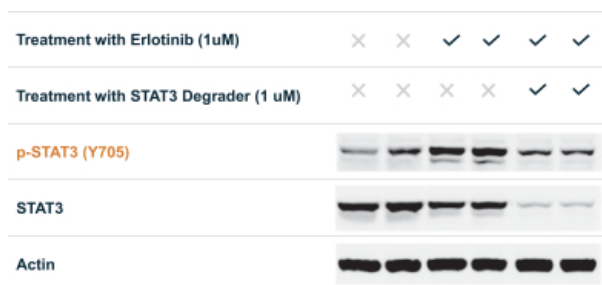 Treatment with Erlotinib (1uM)
Treatment with STAT3 Degrader (1 uM)
p-STAT3 (Y705)
STAT3
Actin